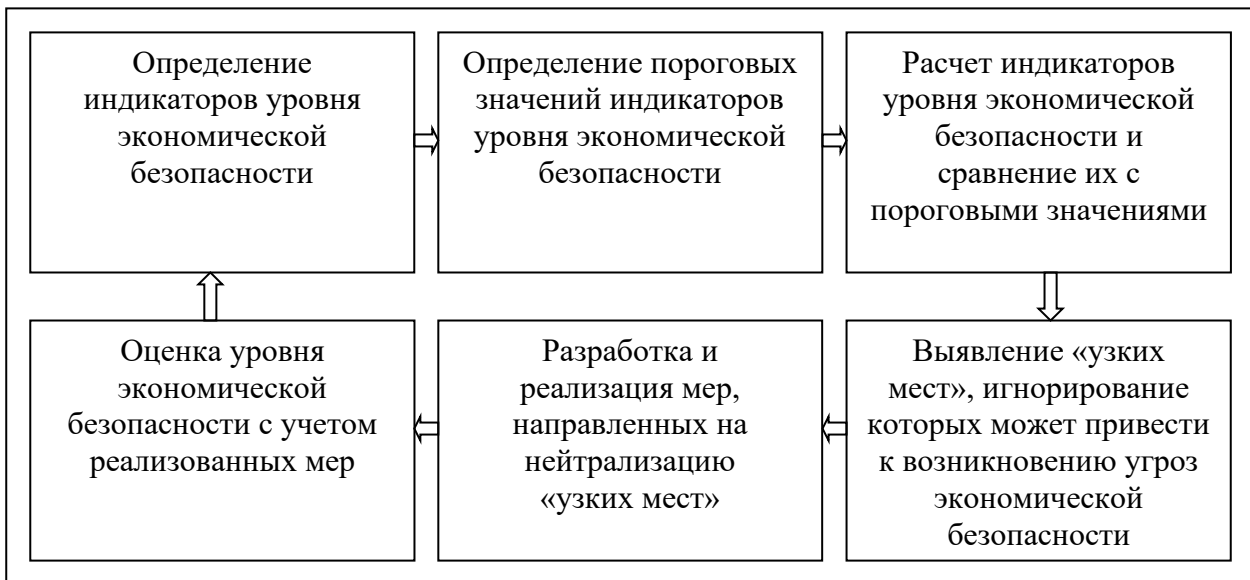 Определение
индикаторов уровня
экономической
безопасности
Определение пороговых
значений индикаторов
уровня экономической
безопасности
Расчет индикаторов
уровня экономической
безопасности и
сравнение их с
пороговыми значениями
Выявление «узких
мест», игнорирование
которых может привести
к возникновению угроз
экономической
безопасности
Разработка и
реализация мер,
направленных на
нейтрализацию
«узких мест»
Оценка уровня
экономической
безопасности с учетом
реализованных мер